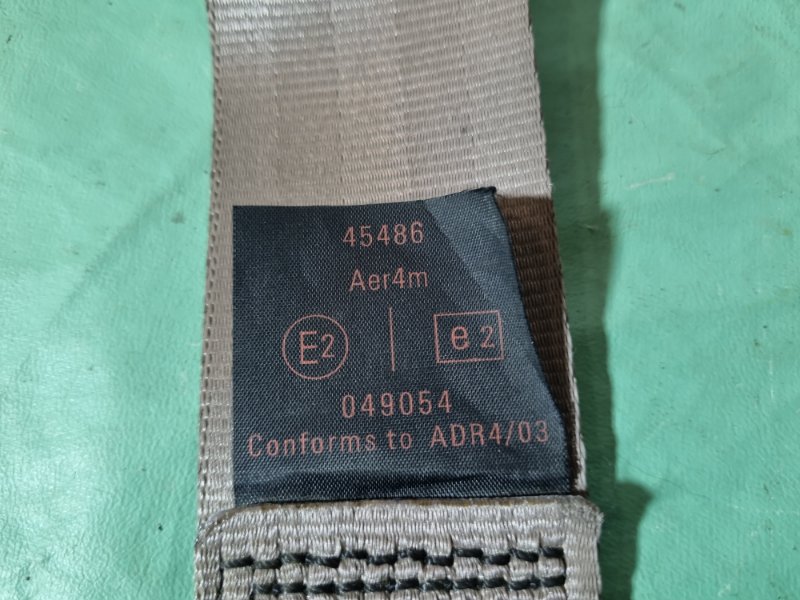 45486
Aer4m
E2 e2
049054
Conforms to ADR4/03